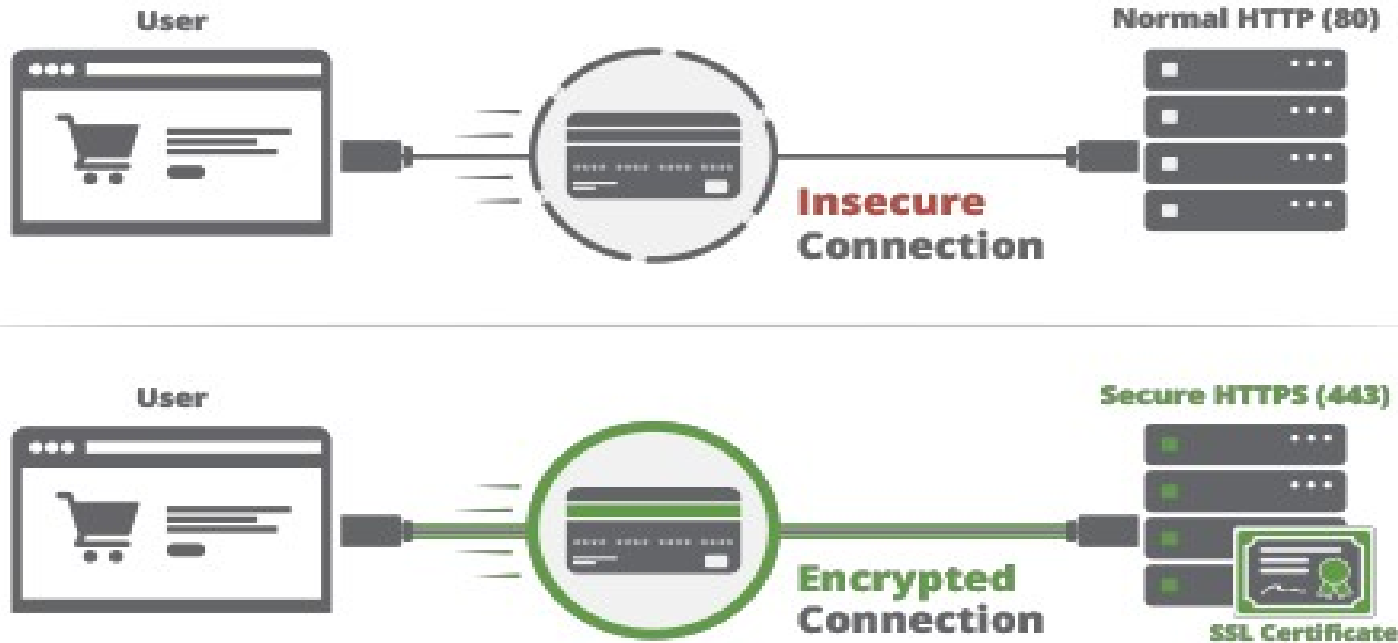 User
Normal HTTP (80)
Insecure
Connection
User
Secure HTTPS (443)
Encrypted
Connection
SSL Certificate